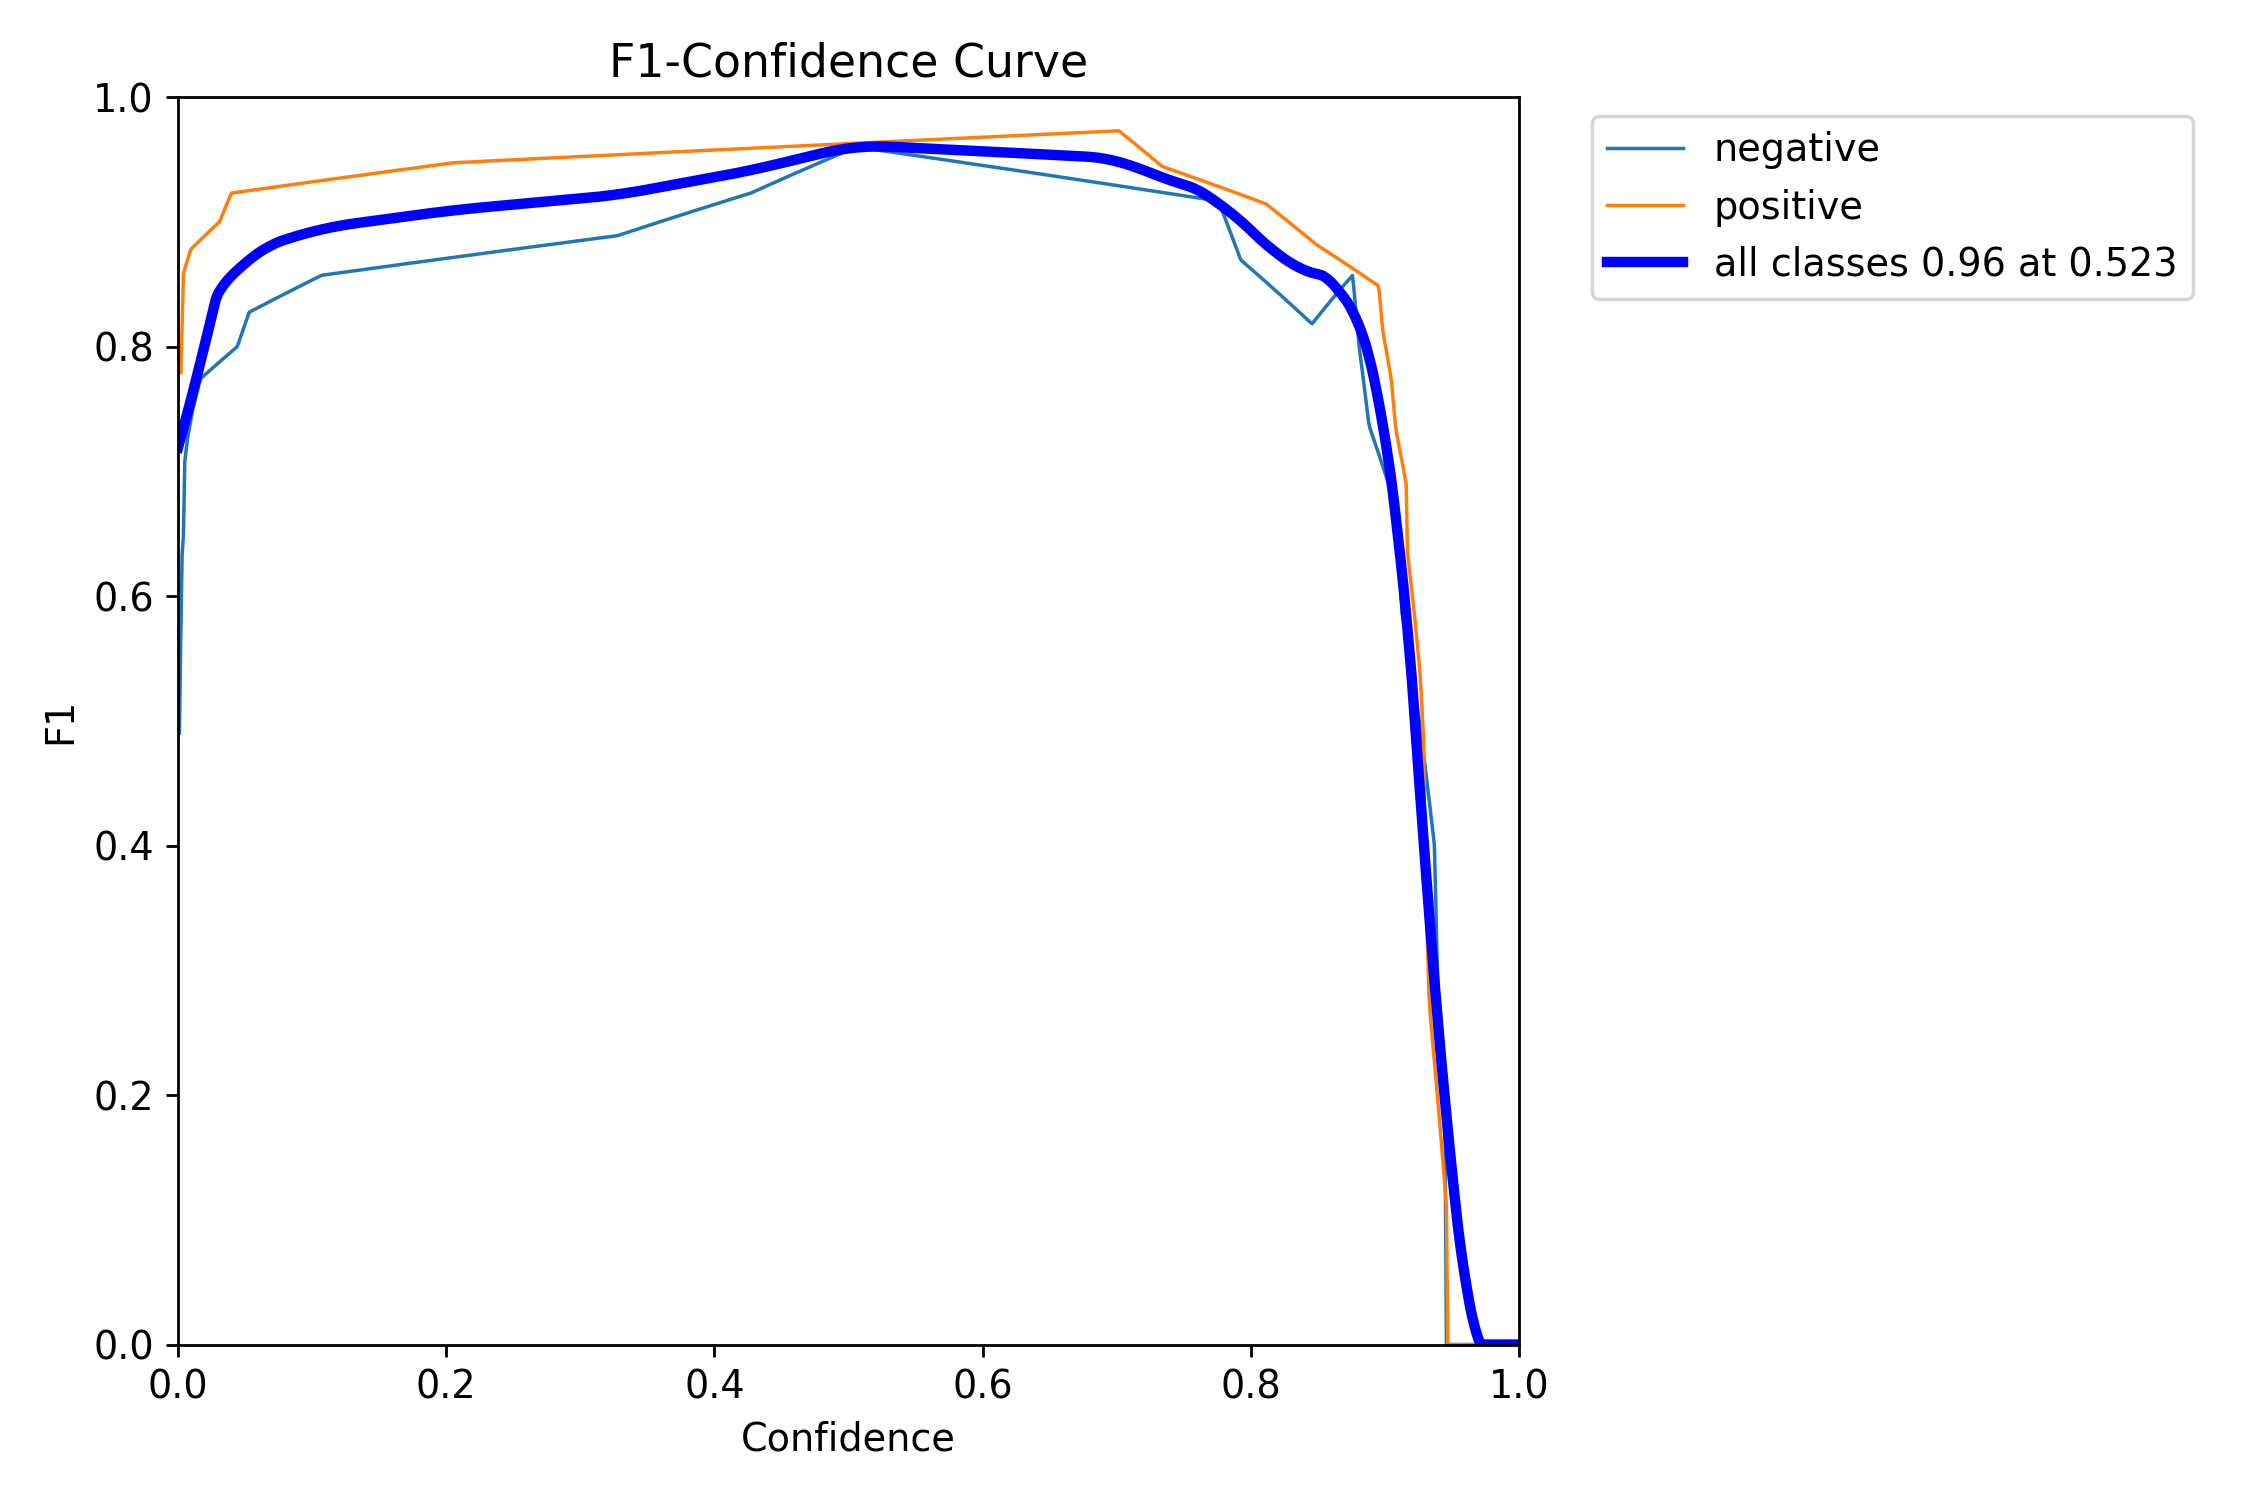 F1-Confidence Curve
1.0
0.8
0.6
0.4
0.2
0.0
F1
0.0 0.2 0.4 0.6 0.8 1.0
Confidence
negative
positive
all classes 0.96 at 0.523